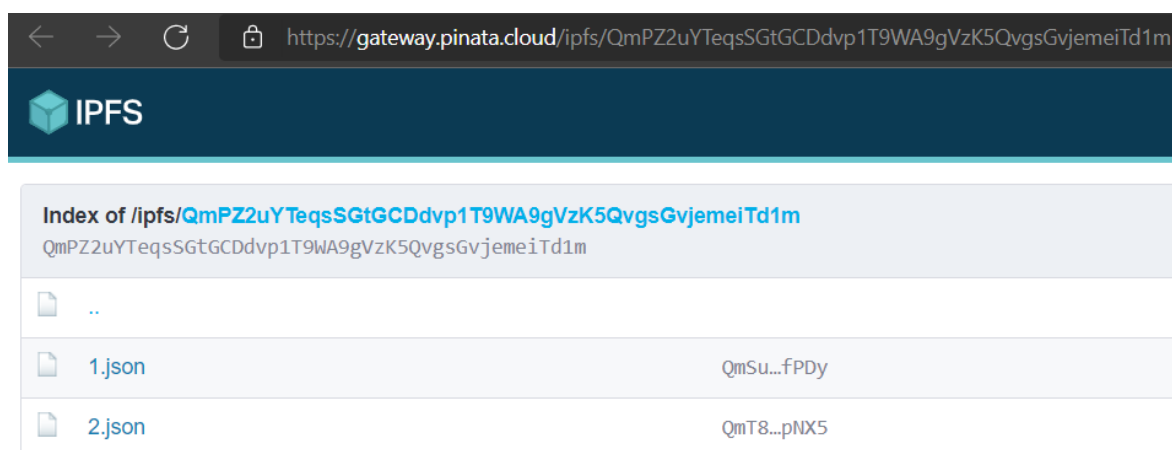 https://gateway.pinata.cloud/ipfs/QmPZ2uYTeqsSGtGCDdvp1T9WA9gVzK5QvgsGvjemeiTd1m
IPFS
Index of /ipfs/QmPZ2uYTeqsSGtGCDdvp1T9WA9gVzK5QvgsGvjemeiTd1m
QmPZ2uYTeqsSGtGCDdvp1T9WA9gVzK5QvgsGvjemeiTd1m
..
1.json QmSu…fPDy
2.json QmT8…pNX5